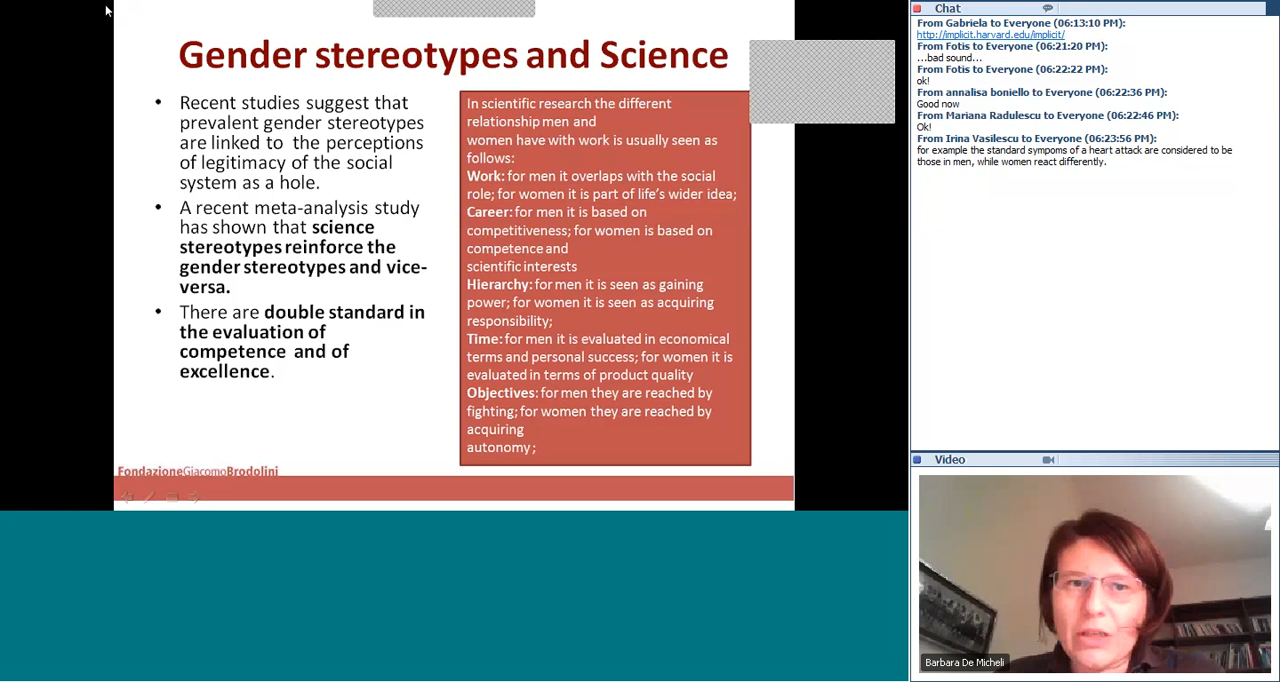 Gender stereotypes and Science
• Recent studies suggest that
prevalent gender stereotypes
are linked to the perceptions
of legitimacy of the social
system as a hole.
• A recent meta-analysis study
has shown that science
stereotypes reinforce the
gender stereotypes and vice-
versa.
• There are double standard in
the evaluation of
competence and of
excellence.
In scientific research the different
relationship men and
women have with work is usually seen as
follows:
Work: for men it overlaps with the social
role; for women it is part of life's wider idea;
Career: for men it is based on
competitiveness; for women is based on
competence and
scientific interests
Hierarchy: for men it is seen as gaining
power; for women it is seen as acquiring
responsibility;
Time: for men it is evaluated in economical
terms and personal success; for women it is
evaluated in terms of product quality
Objectives: for men they are reached by
fighting; for women they are reached by
acquiring
autonomy;
FondazioneGiacomoBrodolini
Chat
From Gabriela to Everyone (06:13:10 PM):
http://implicit.harvard.edu/implicit/
From Fotis to Everyone (06:21:20 PM):
...bad sound...
From Fotis to Everyone (06:22:22 PM):
ok!
From annalisa boniello to Everyone (06:22:36 PM):
Good now
From Mariana Radulescu to Everyone (06:22:46 PM):
Ok!
From Irina Vasilescu to Everyone (06:23:56 PM):
for example the standard sympoms of a heart attack are considered to be
those in men, while women react differently.
Video
Barbara De Micheli